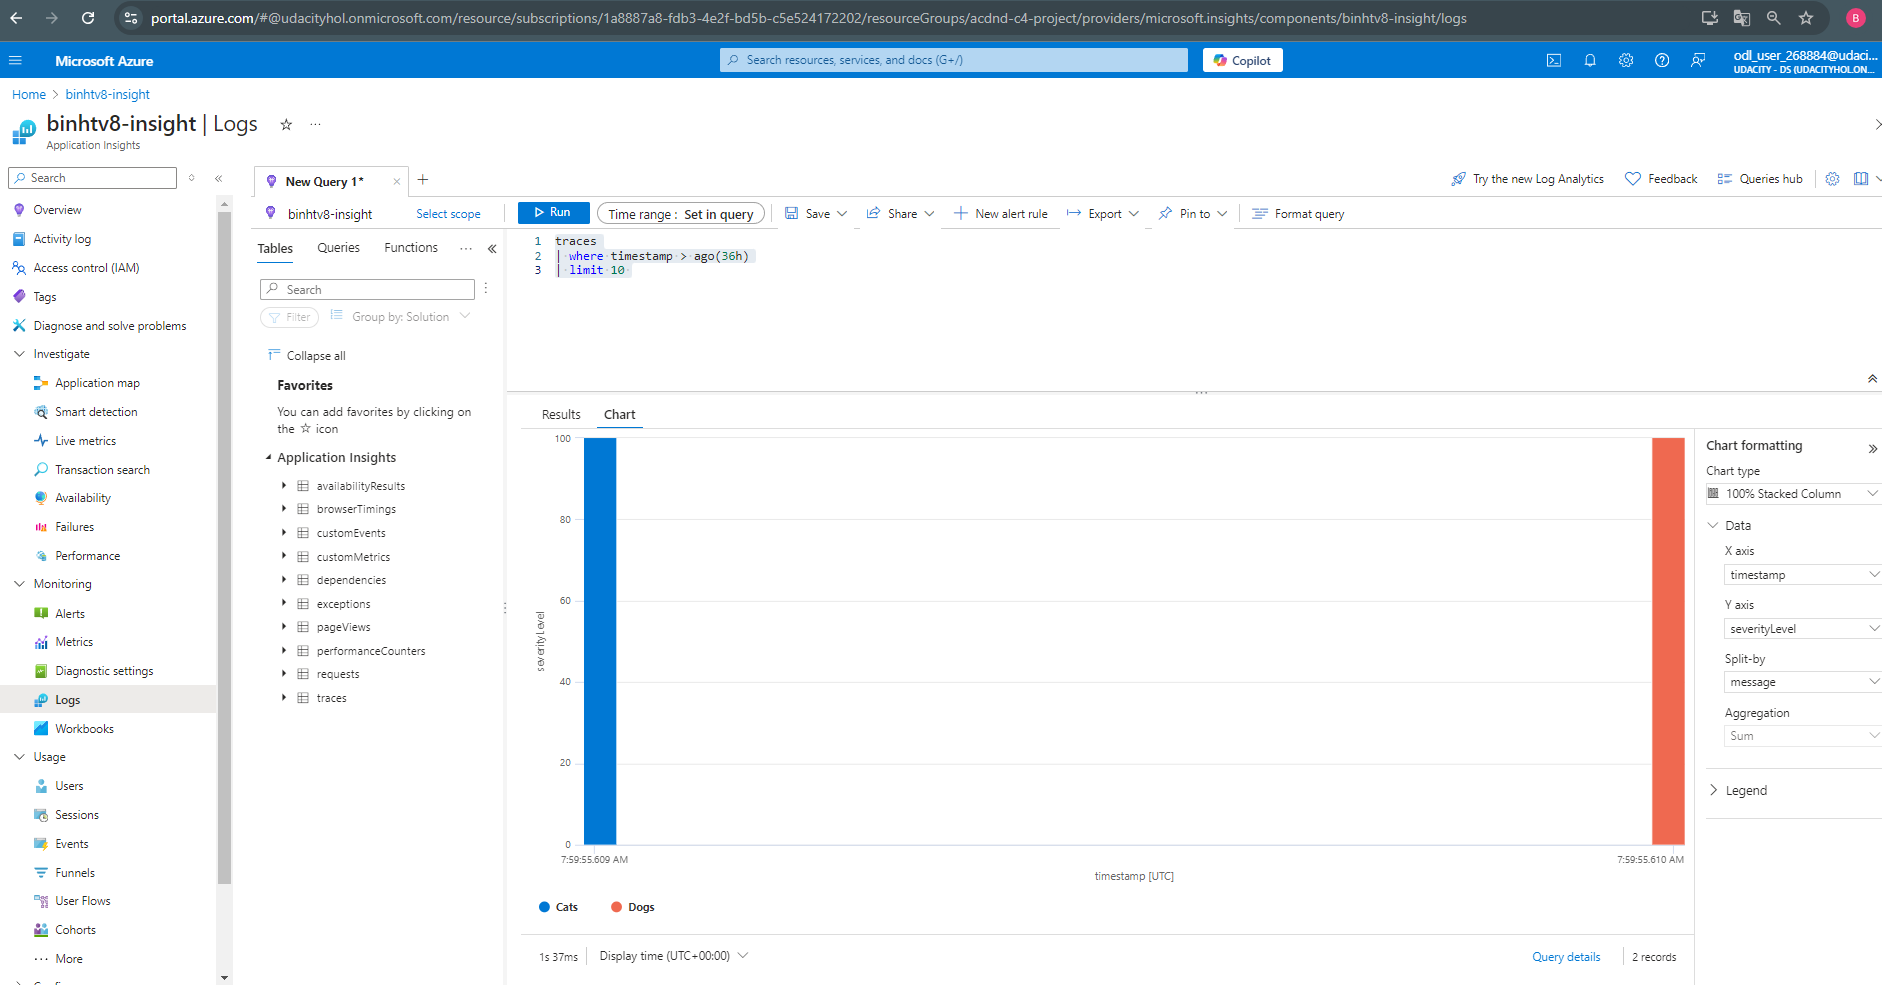 portal.azure.com/#@udacityhol.onmicrosoft.com/resource/subscriptions/1a8887a8-fdb3-4e2f-bd5b-c5e524172202/resourceGroups/acdnd-c4-project/providers/microsoft.insights/components/binhtv8-insight/logs
B
Microsoft Azure
Search resources, services, and docs (G+/)
Copilot
odl_user_268884@udaci...
UDACITY - DS (UDACITYHOL.ON...
Home > binhtv8-insight
binhtv8-insight | Logs
Application Insights
Search
Overview
Activity log
Access control (IAM)
Tags
Diagnose and solve problems
Investigate
Application map
Smart detection
Live metrics
Transaction search
Availability
Failures
Performance
Monitoring
Alerts
Metrics
Diagnostic settings
Logs
Workbooks
Usage
Users
Sessions
Events
Funnels
User Flows
Cohorts
More
New Query 1*
Try the new Log Analytics
Feedback
Queries hub
binhtv8-insight
Select scope
Run
Time range : Set in query
Save
Share
New alert rule
Export
Pin to
Format query
Tables
Queries
Functions
Search
Filter
Group by: Solution
Collapse all
Favorites
You can add favorites by clicking on
the ☆ icon
Application Insights
availabilityResults
browserTimings
customEvents
customMetrics
dependencies
exceptions
pageViews
performanceCounters
requests
traces
1 traces
2 | where timestamp > ago(36h)
3 | limit 10
Results
Chart
100
80
60
40
20
0
severityLevel
7:59:55.609 AM
7:59:55.610 AM
timestamp [UTC]
Cats
Dogs
1s 37ms
Display time (UTC+00:00)
Query details
2 records
Chart formatting
Chart type
100% Stacked Column
Data
X axis
timestamp
Y axis
severityLevel
Split-by
message
Aggregation
Sum
Legend